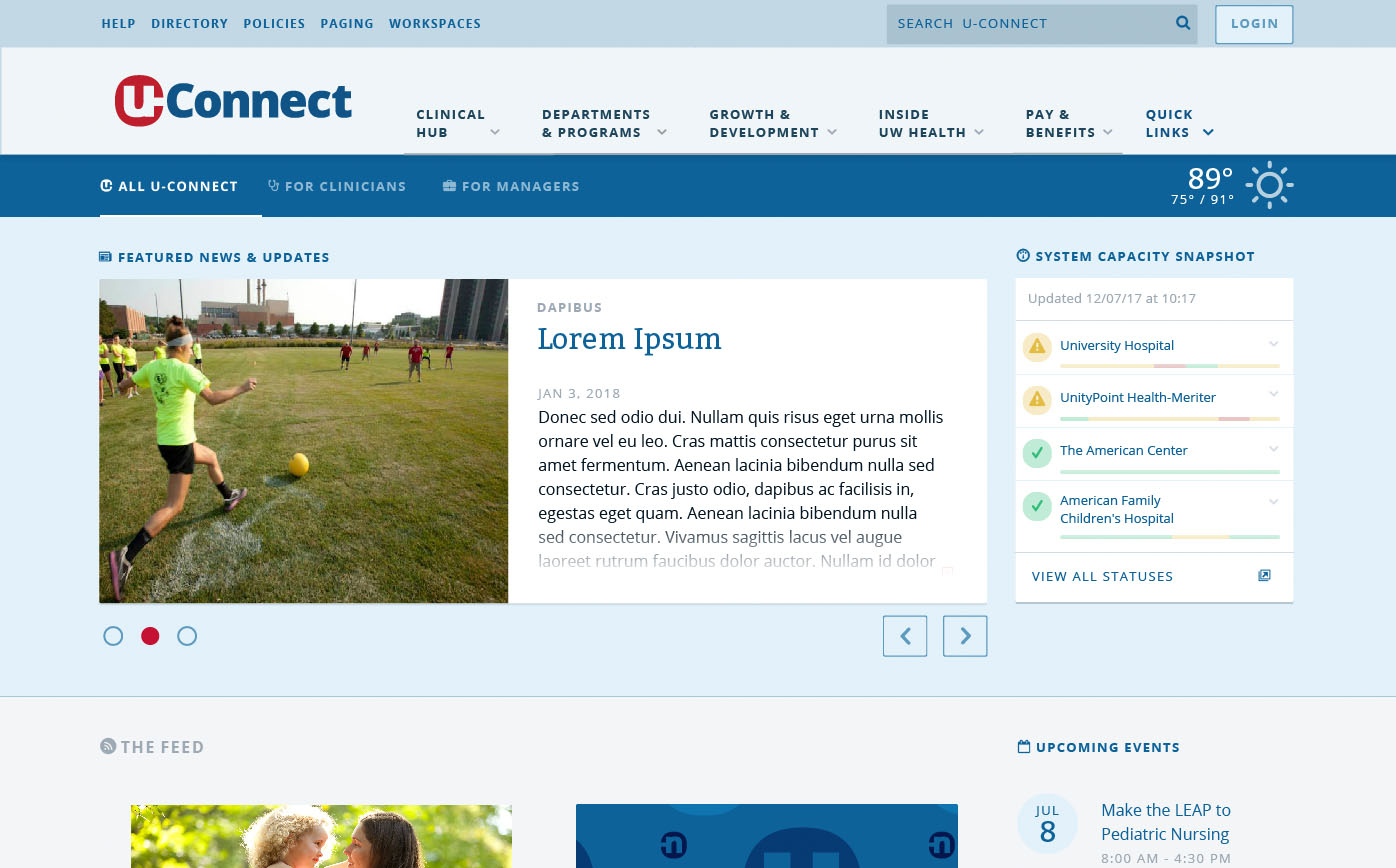 HELP DIRECTORY POLICIES PAGING WORKSPACES
SEARCH U-CONNECT
LOGIN
UConnect
CLINICAL
HUB
DEPARTMENTS
& PROGRAMS
GROWTH &
DEVELOPMENT
INSIDE
UW HEALTH
PAY &
BENEFITS
QUICK
LINKS
ALL U-CONNECT
FOR CLINICIANS
FOR MANAGERS
89°
75° / 91°
FEATURED NEWS & UPDATES
DAPIBUS
Lorem Ipsum
JAN 3, 2018
Donec sed odio dui. Nullam quis risus eget urna mollis
ornare vel eu leo. Cras mattis consectetur purus sit
amet fermentum. Aenean lacinia bibendum nulla sed
consectetur. Cras justo odio, dapibus ac facilisis in,
egestas eget quam. Aenean lacinia bibendum nulla
sed consectetur. Vivamus sagittis lacus vel augue
laoreet rutrum faucibus dolor auctor. Nullam id dolor
SYSTEM CAPACITY SNAPSHOT
Updated 12/07/17 at 10:17
University Hospital
UnityPoint Health-Meriter
The American Center
American Family
Children's Hospital
VIEW ALL STATUSES
THE FEED
UPCOMING EVENTS
JUL
8
Make the LEAP to
Pediatric Nursing
8:00 AM - 4:30 PM